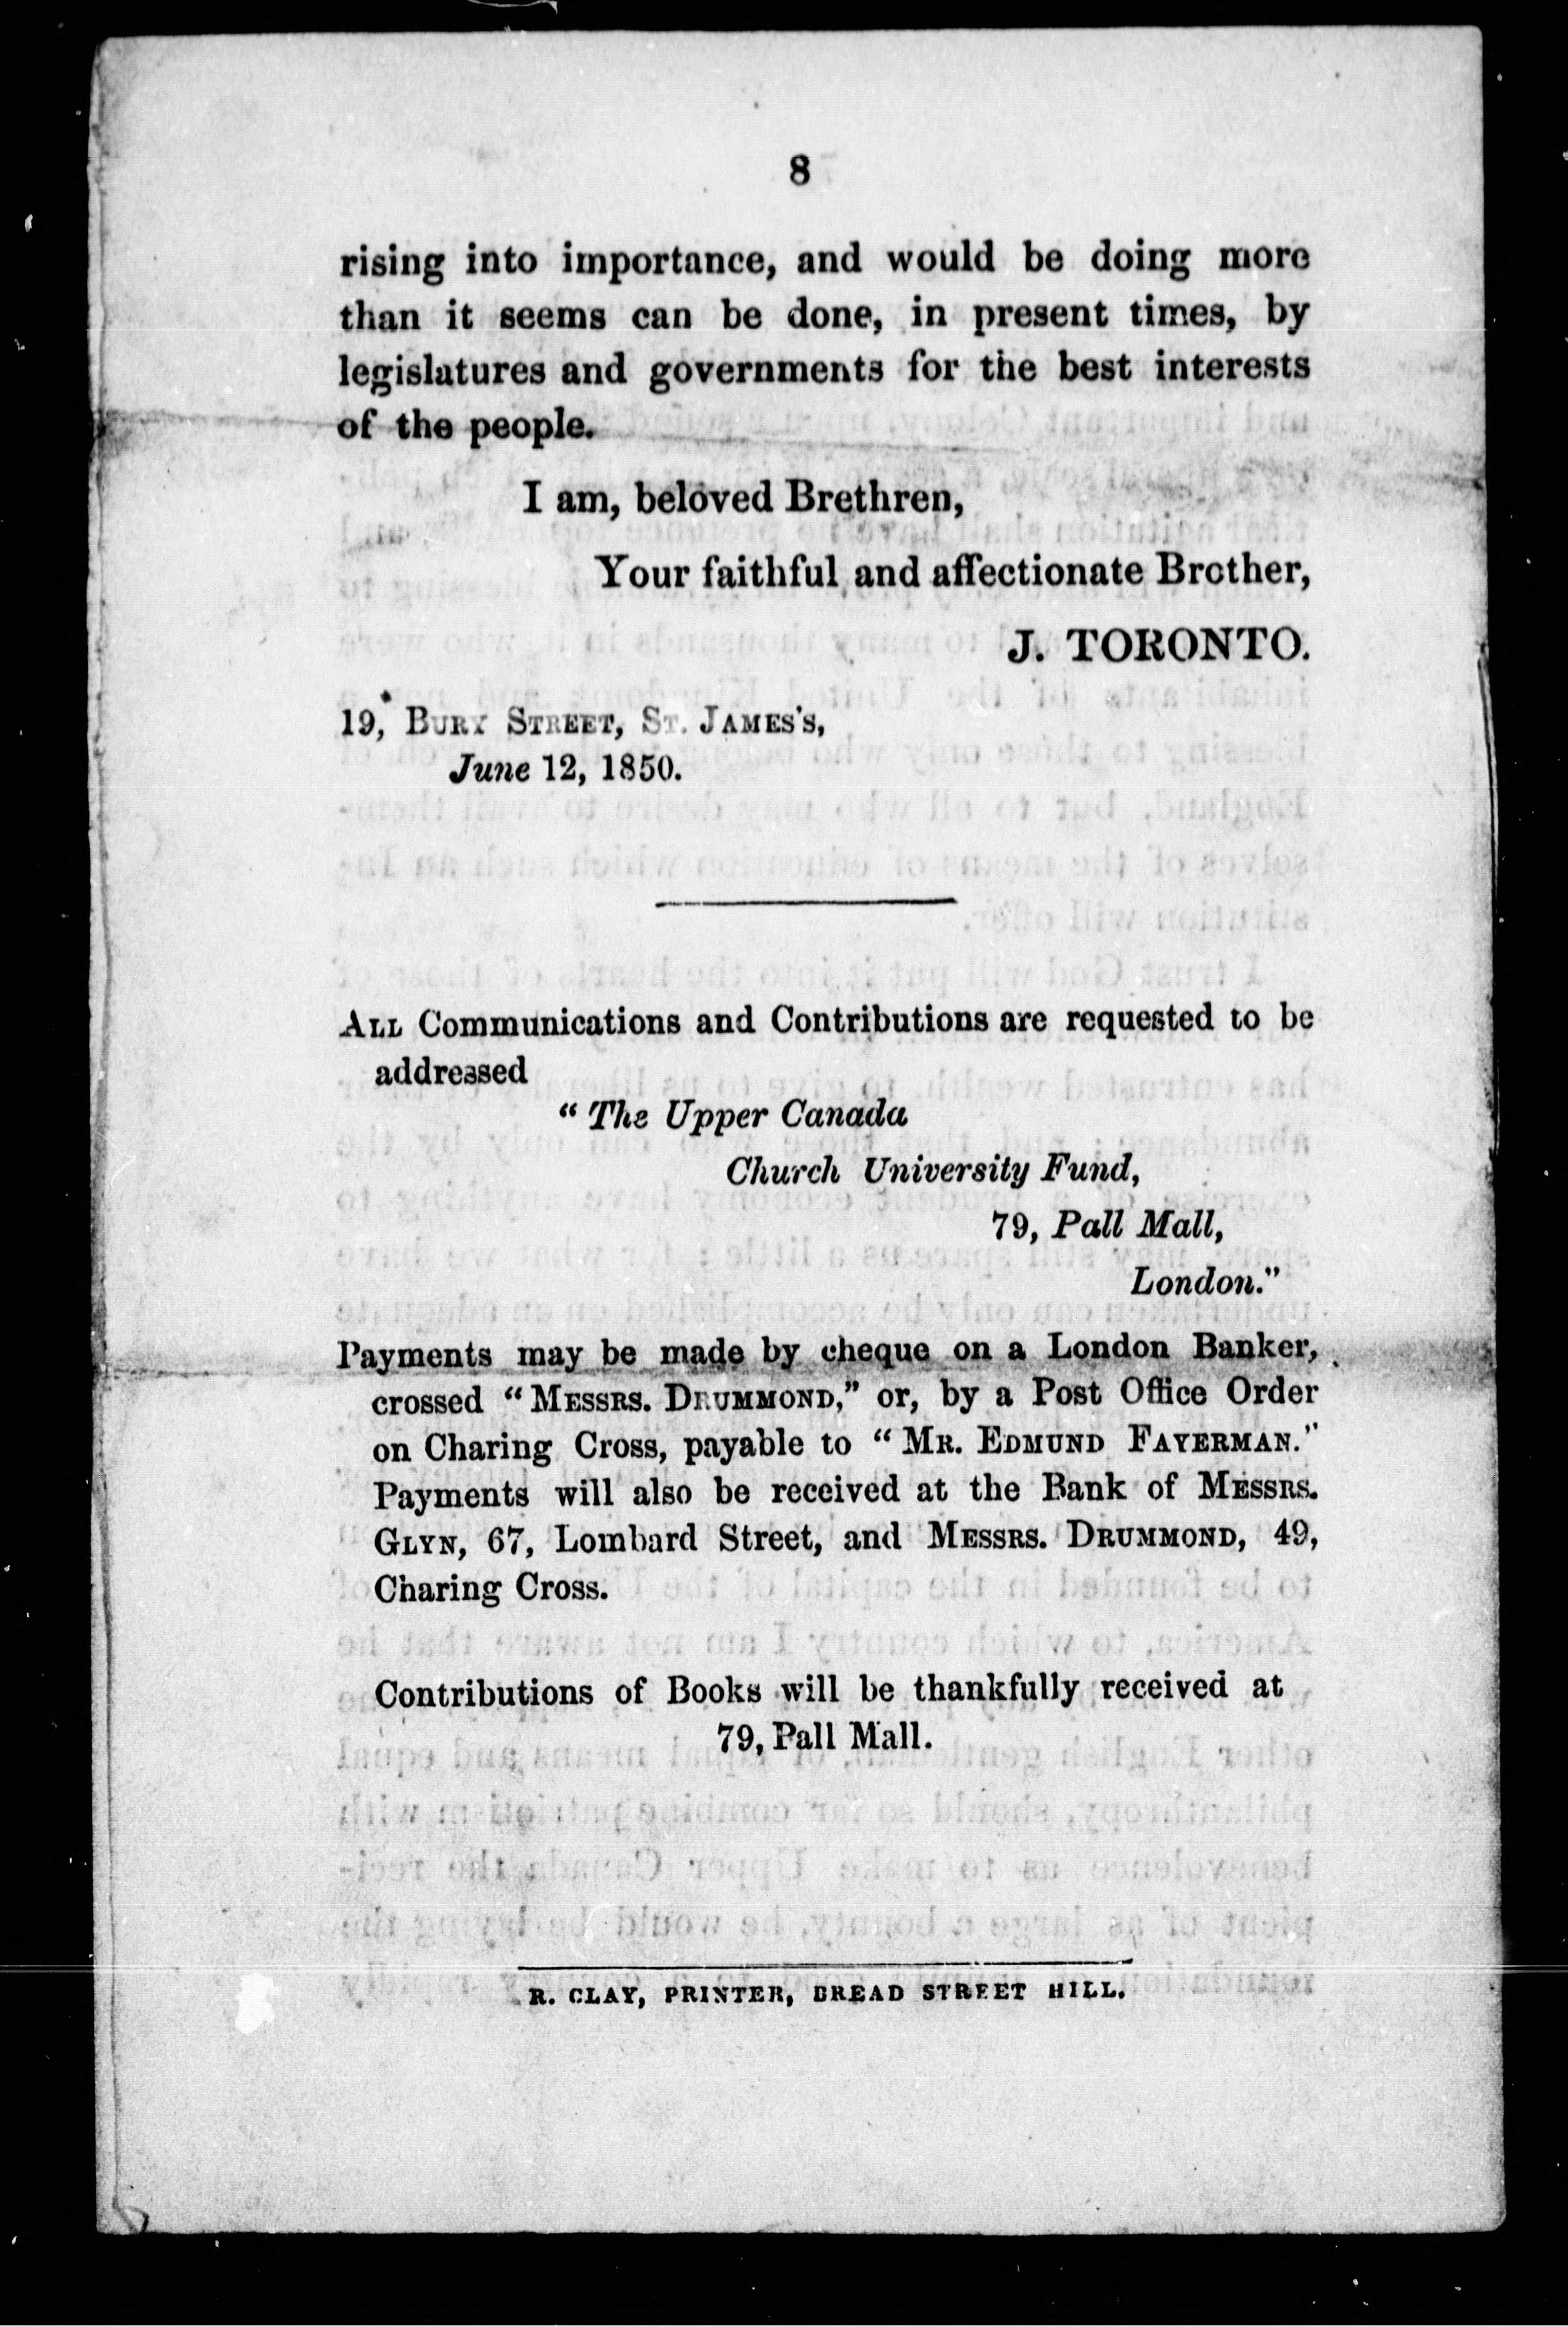 8
rising into importance, and would be doing more
than it seems can be done, in present times, by
legislatures and governments for the best interests
of the people.
I am, beloved Brethren,
Your faithful and affectionate Brother,
J. TORONTO.
19, BURY STREET, ST. JAMES'S,
June 12, 1850.
ALL Communications and Contributions are requested to be
addressed
"The Upper Canada
Church University Fund,
79, Pall Mall,
London."
Payments may be made by cheque on a London Banker,
crossed "MESSRS. DRUMMOND," or, by a Post Office Order
on Charing Cross, payable to "MR. EDMUND FAYERMAN."
Payments will also be received at the Bank of MESSRS.
GLYN, 67, Lombard Street, and MESSRS. DRUMMOND, 49,
Charing Cross.
Contributions of Books will be thankfully received at
79, Pall Mall.
R. CLAY, PRINTER, BREAD STREET HILL.